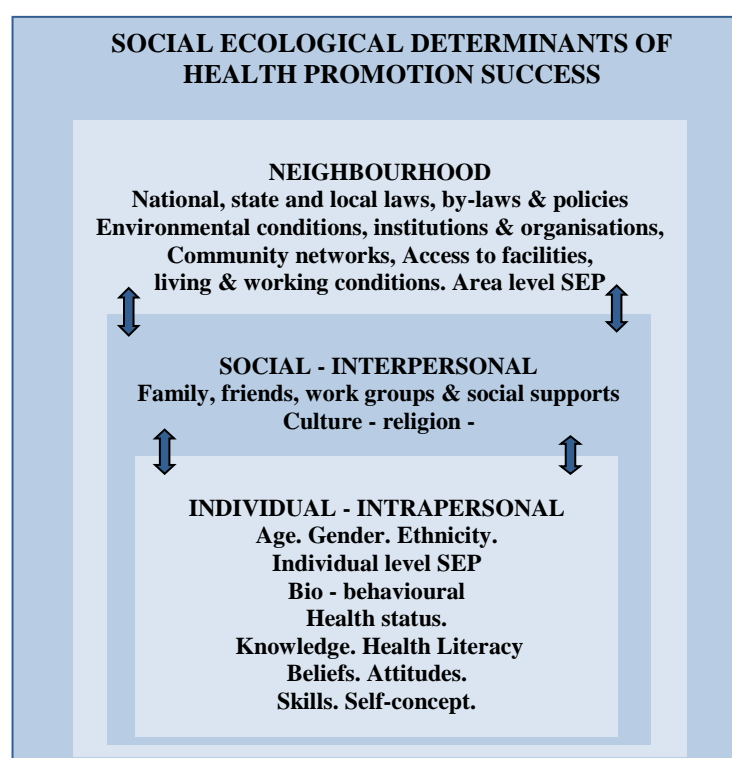 SOCIAL ECOLOGICAL DETERMINANTS OF
HEALTH PROMOTION SUCCESS
NEIGHBOURHOOD
National, state and local laws, by-laws & policies
Environmental conditions, institutions & organisations,
Community networks, Access to facilities,
living & working conditions. Area level SEP
SOCIAL - INTERPERSONAL
Family, friends, work groups & social supports
Culture - religion -
INDIVIDUAL - INTRAPERSONAL
Age. Gender. Ethnicity.
Individual level SEP
Bio - behavioural
Health status.
Knowledge. Health Literacy
Beliefs. Attitudes.
Skills. Self-concept.